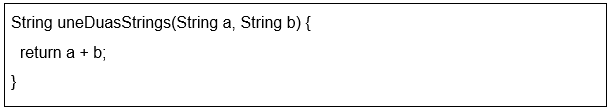 String uneDuasStrings(String a, String b) {
return a + b;
}